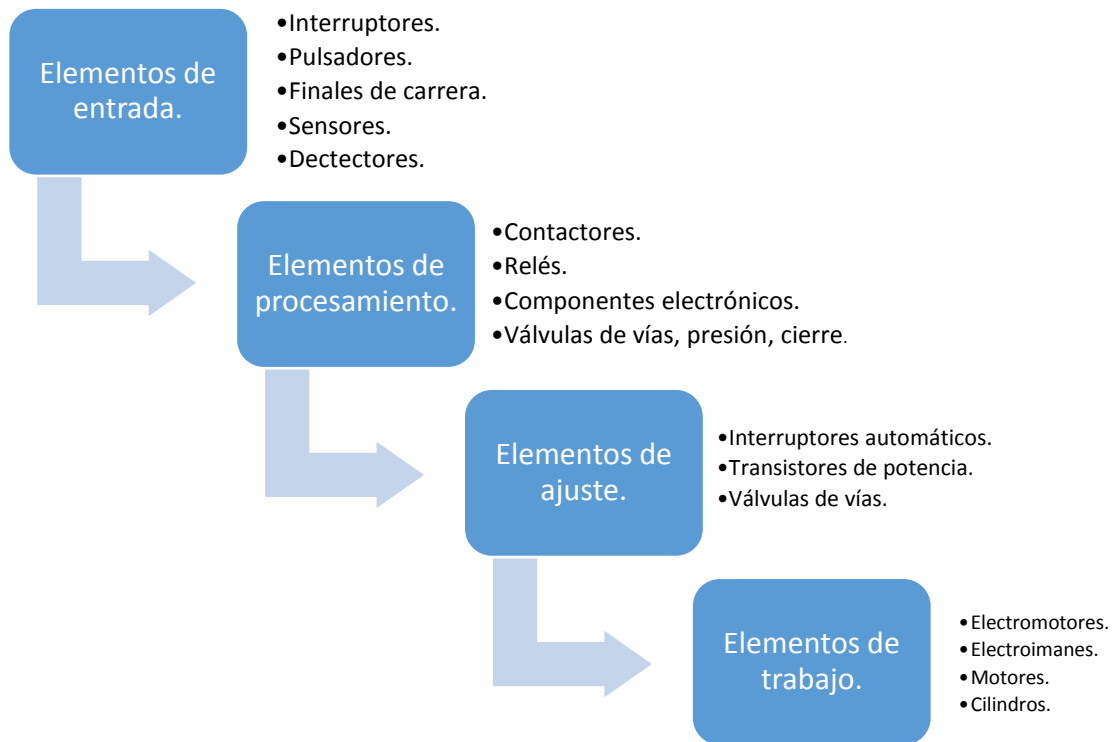 Elementos de
entrada.
•Interruptores.
•Pulsadores.
•Finales de carrera.
•Sensores.
•Dectectores.
Elementos de
procesamiento.
•Contactores.
•Relés.
•Componentes electrónicos.
•Válvulas de vías, presión, cierre.
Elementos de
ajuste.
•Interruptores automáticos.
•Transistores de potencia.
•Válvulas de vías.
Elementos de
trabajo.
•Electromotores.
•Electroimanes.
•Motores.
•Cilindros.